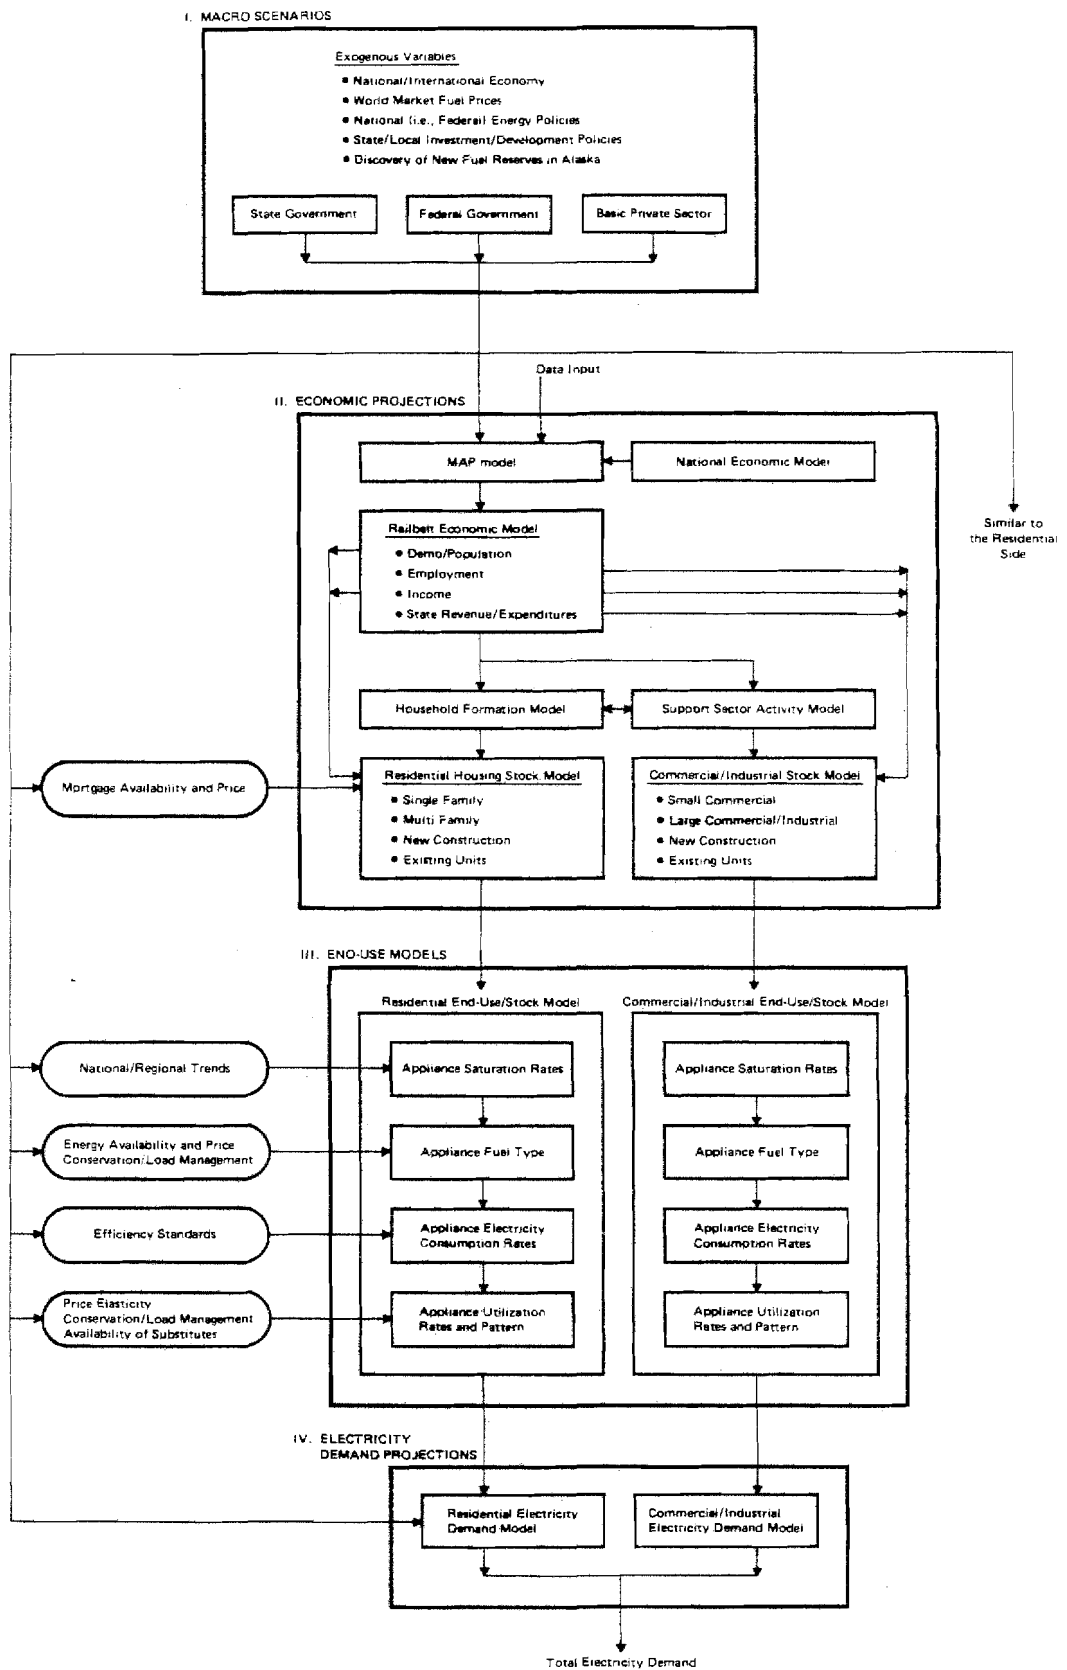 I. MACRO SCENARIOS
Exogenous Variables
• National/International Economy
• World Market Fuel Prices
• National (i.e., Federal) Energy Policies
• State/Local Investment/Development Policies
• Discovery of New Fuel Reserves in Alaska
State Government
Federal Government
Basic Private Sector
Data Input
II. ECONOMIC PROJECTIONS
MAP model
National Economic Model
Railbelt Economic Model
• Demo/Population
• Employment
• Income
• State Revenue/Expenditures
Similar to
the Residential
Side
Household Formation Model
Support Sector Activity Model
Mortgage Availability and Price
Residential Housing Stock Model
• Single Family
• Multi Family
• New Construction
• Existing Units
Commercial/Industrial Stock Model
• Small Commercial
• Large Commercial/Industrial
• New Construction
• Existing Units
III. END-USE MODELS
Residential End-Use/Stock Model
Commercial/Industrial End-Use/Stock Model
National/Regional Trends
Appliance Saturation Rates
Appliance Saturation Rates
Energy Availability and Price
Conservation/Load Management
Appliance Fuel Type
Appliance Fuel Type
Efficiency Standards
Appliance Electricity
Consumption Rates
Appliance Electricity
Consumption Rates
Price Elasticity
Conservation/Load Management
Availability of Substitutes
Appliance Utilization
Rates and Pattern
Appliance Utilization
Rates and Pattern
IV. ELECTRICITY
DEMAND PROJECTIONS
Residential Electricity
Demand Model
Commercial/Industrial
Electricity Demand Model
Total Electricity Demand